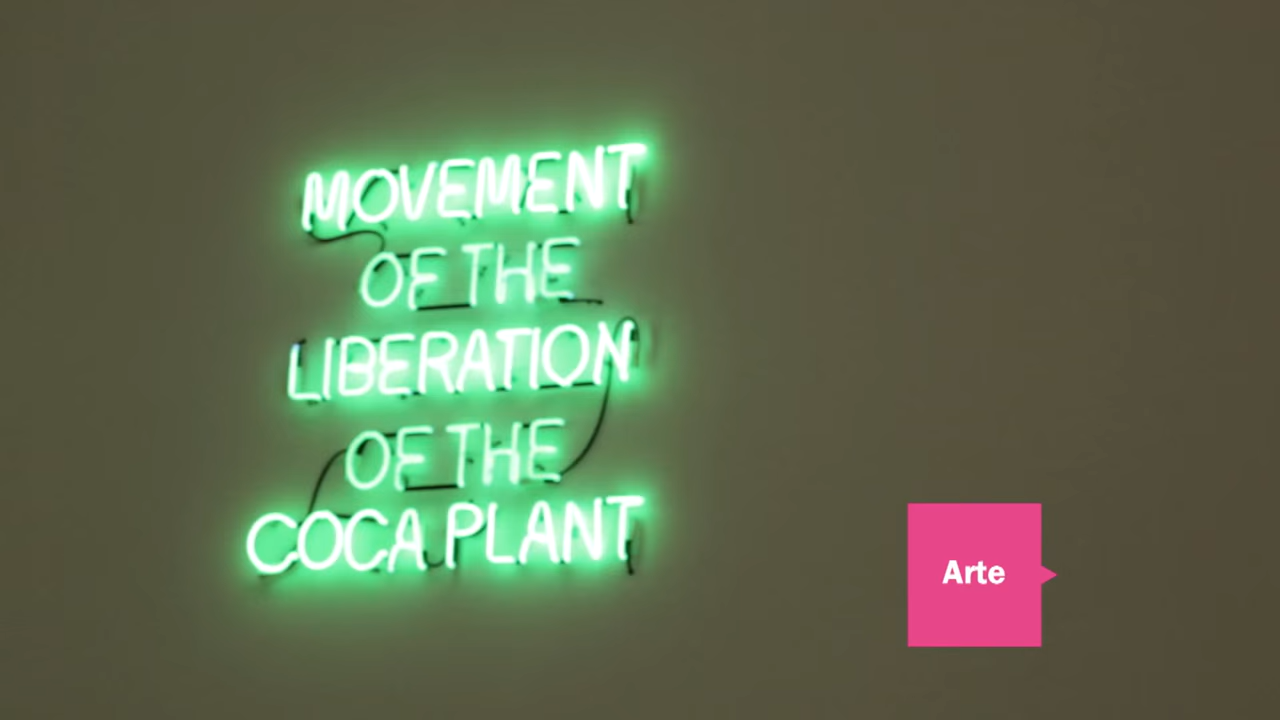 MOVEMENT
OF THE
LIBERATION
OF THE
COCA PLANT
Arte